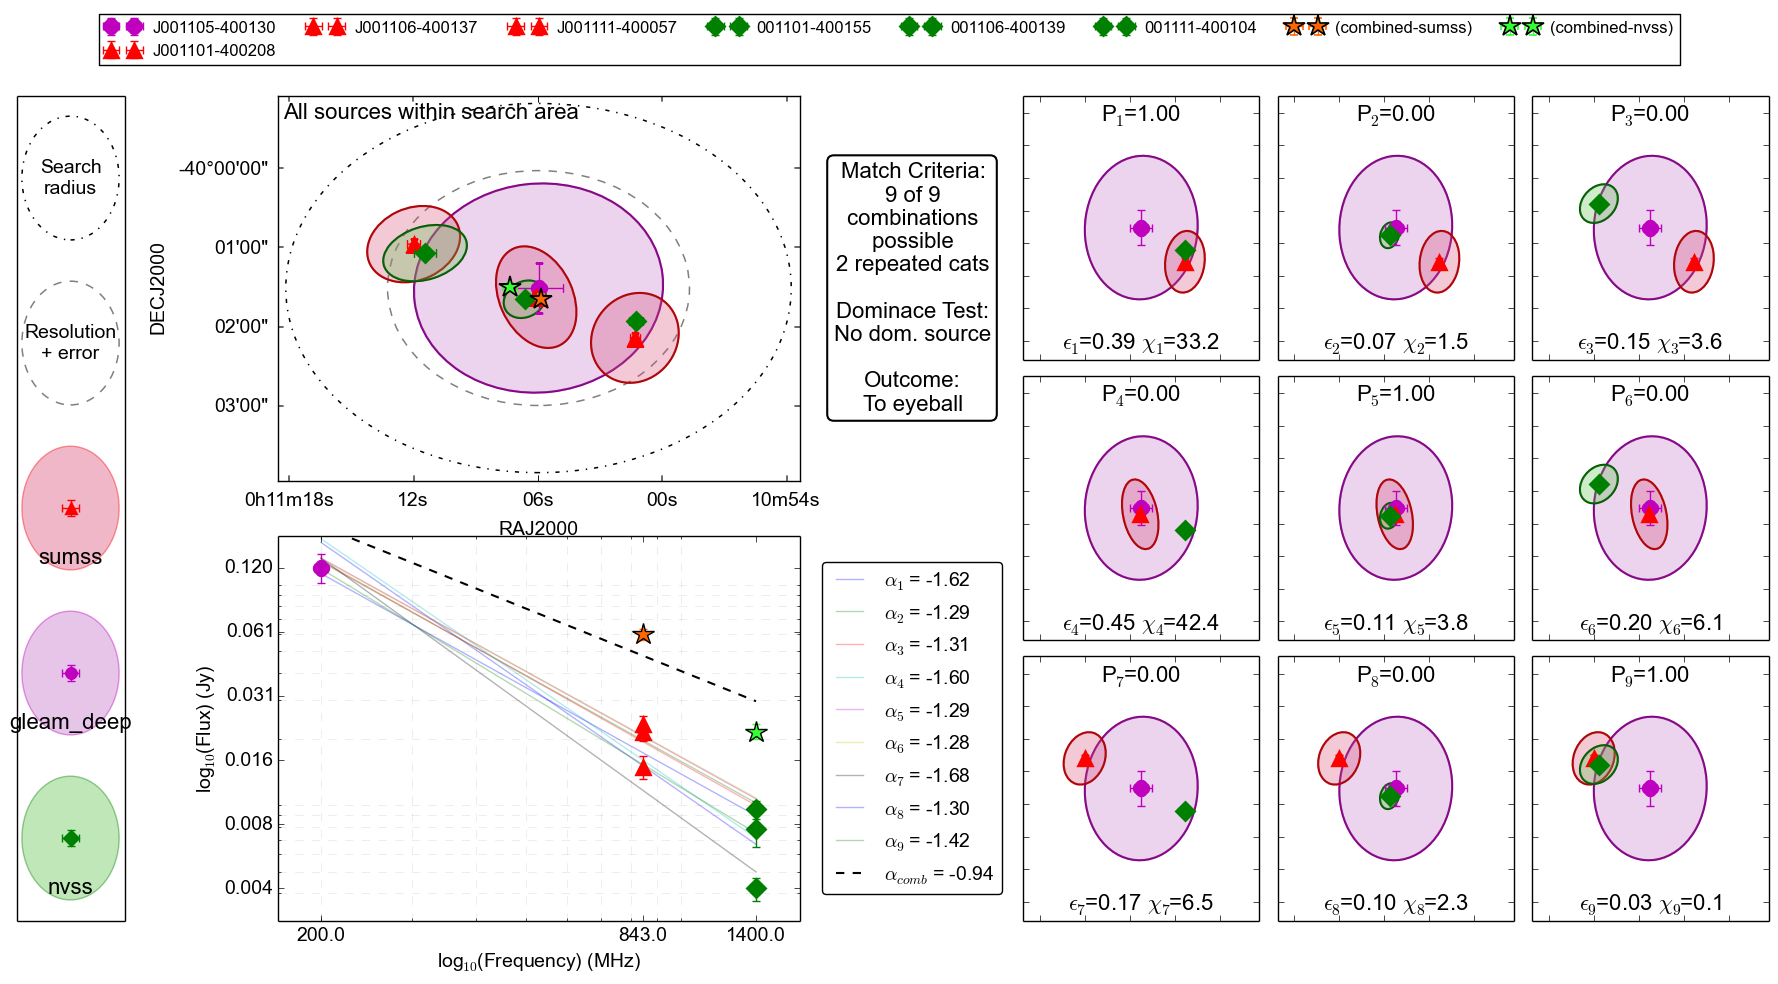 J001105-400130 J001106-400137 J001111-400057 001101-400155 001106-400139 001111-400104 (combined-sumss) (combined-nvss)
J001101-400208
Search
radius
Resolution
+ error
sumss
gleam_deep
nvss
All sources within search area
DECJ2000
-40°00'00"
01'00"
02'00"
03'00"
0h11m18s 12s 06s 00s 10m54s
RAJ2000
Match Criteria:
9 of 9
combinations
possible
2 repeated cats
Dominace Test:
No dom. source
Outcome:
To eyeball
log10(Flux) (Jy)
0.120
0.061
0.031
0.016
0.008
0.004
200.0 843.0 1400.0
log10(Frequency) (MHz)
α1 = -1.62
α2 = -1.29
α3 = -1.31
α4 = -1.60
α5 = -1.29
α6 = -1.28
α7 = -1.68
α8 = -1.30
α9 = -1.42
αcomb = -0.94
P1=1.00
ϵ1=0.39 χ1=33.2
P2=0.00
ϵ2=0.07 χ2=1.5
P3=0.00
ϵ3=0.15 χ3=3.6
P4=0.00
ϵ4=0.45 χ4=42.4
P5=1.00
ϵ5=0.11 χ5=3.8
P6=0.00
ϵ6=0.20 χ6=6.1
P7=0.00
ϵ7=0.17 χ7=6.5
P8=0.00
ϵ8=0.10 χ8=2.3
P9=1.00
ϵ9=0.03 χ9=0.1